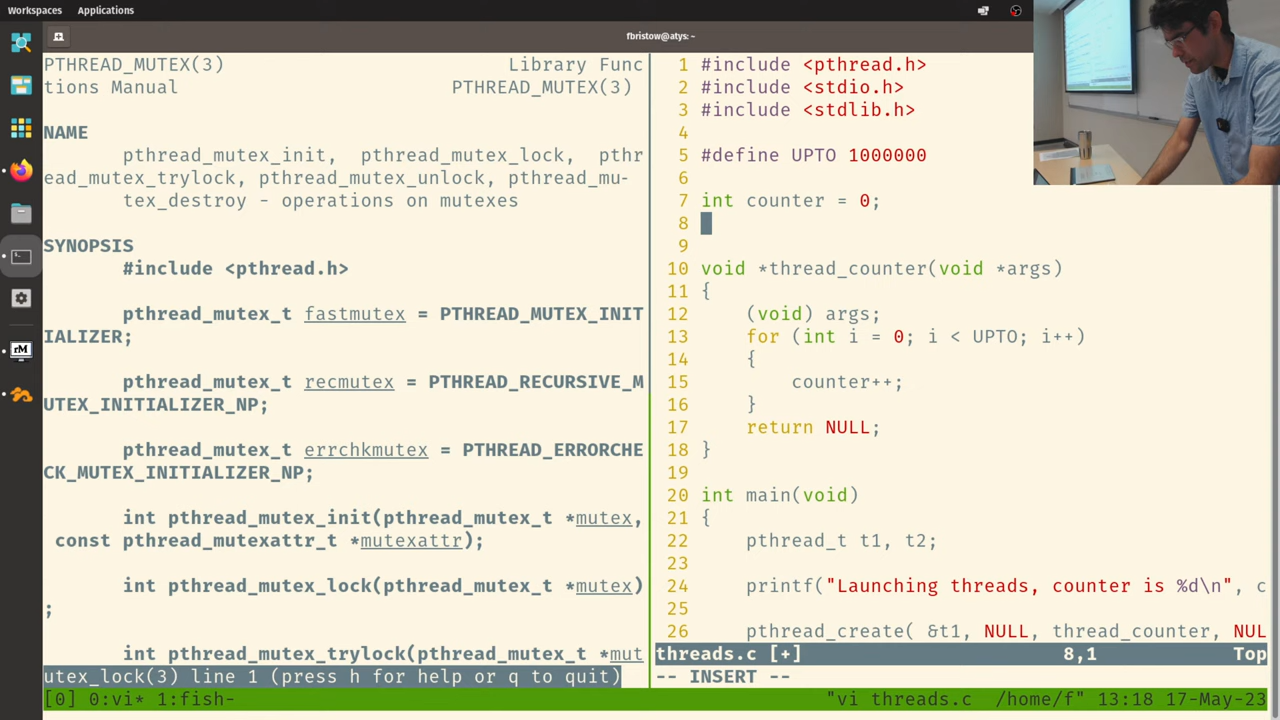 Workspaces Applications
fbristow@atys: ~
PTHREAD_MUTEX(3) Library Func
tions Manual PTHREAD_MUTEX(3)
NAME
pthread_mutex_init, pthread_mutex_lock, pthr
ead_mutex_trylock, pthread_mutex_unlock, pthread_mu-
tex_destroy - operations on mutexes
SYNOPSIS
#include <pthread.h>
pthread_mutex_t fastmutex = PTHREAD_MUTEX_INIT
IALIZER;
pthread_mutex_t recmutex = PTHREAD_RECURSIVE_M
UTEX_INITIALIZER_NP;
pthread_mutex_t errchkmutex = PTHREAD_ERRORCHE
CK_MUTEX_INITIALIZER_NP;
int pthread_mutex_init(pthread_mutex_t *mutex,
const pthread_mutexattr_t *mutexattr);
int pthread_mutex_lock(pthread_mutex_t *mutex)
;
int pthread_mutex_trylock(pthread_mutex_t *mut
utex_lock(3) line 1 (press h for help or q to quit)
1 #include <pthread.h>
2 #include <stdio.h>
3 #include <stdlib.h>
4
5 #define UPTO 1000000
6
7 int counter = 0;
8
9
10 void *thread_counter(void *args)
11 {
12 (void) args;
13 for (int i = 0; i < UPTO; i++)
14 {
15 counter++;
16 }
17 return NULL;
18 }
19
20 int main(void)
21 {
22 pthread_t t1, t2;
23
24 printf("Launching threads, counter is %d\n", c
25
26 pthread_create( &t1, NULL, thread_counter, NUL
threads.c [+] 8,1 Top
-- INSERT --
[0] 0:vi* 1:fish- "vi threads.c /home/f" 13:18 17-May-23